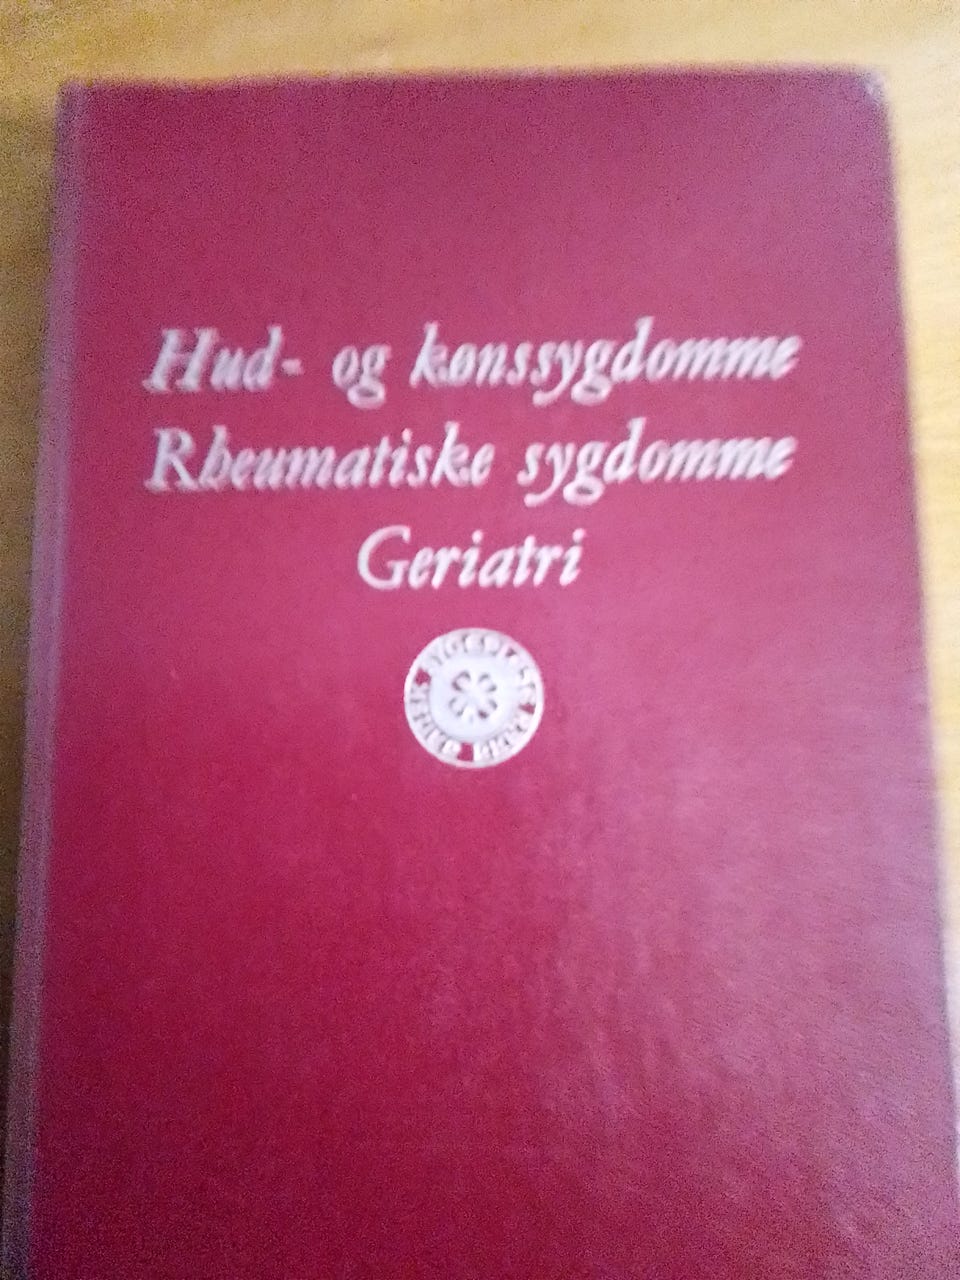 Hud- og kønssygdomme
Rheumatiske sygdomme
Geriatri